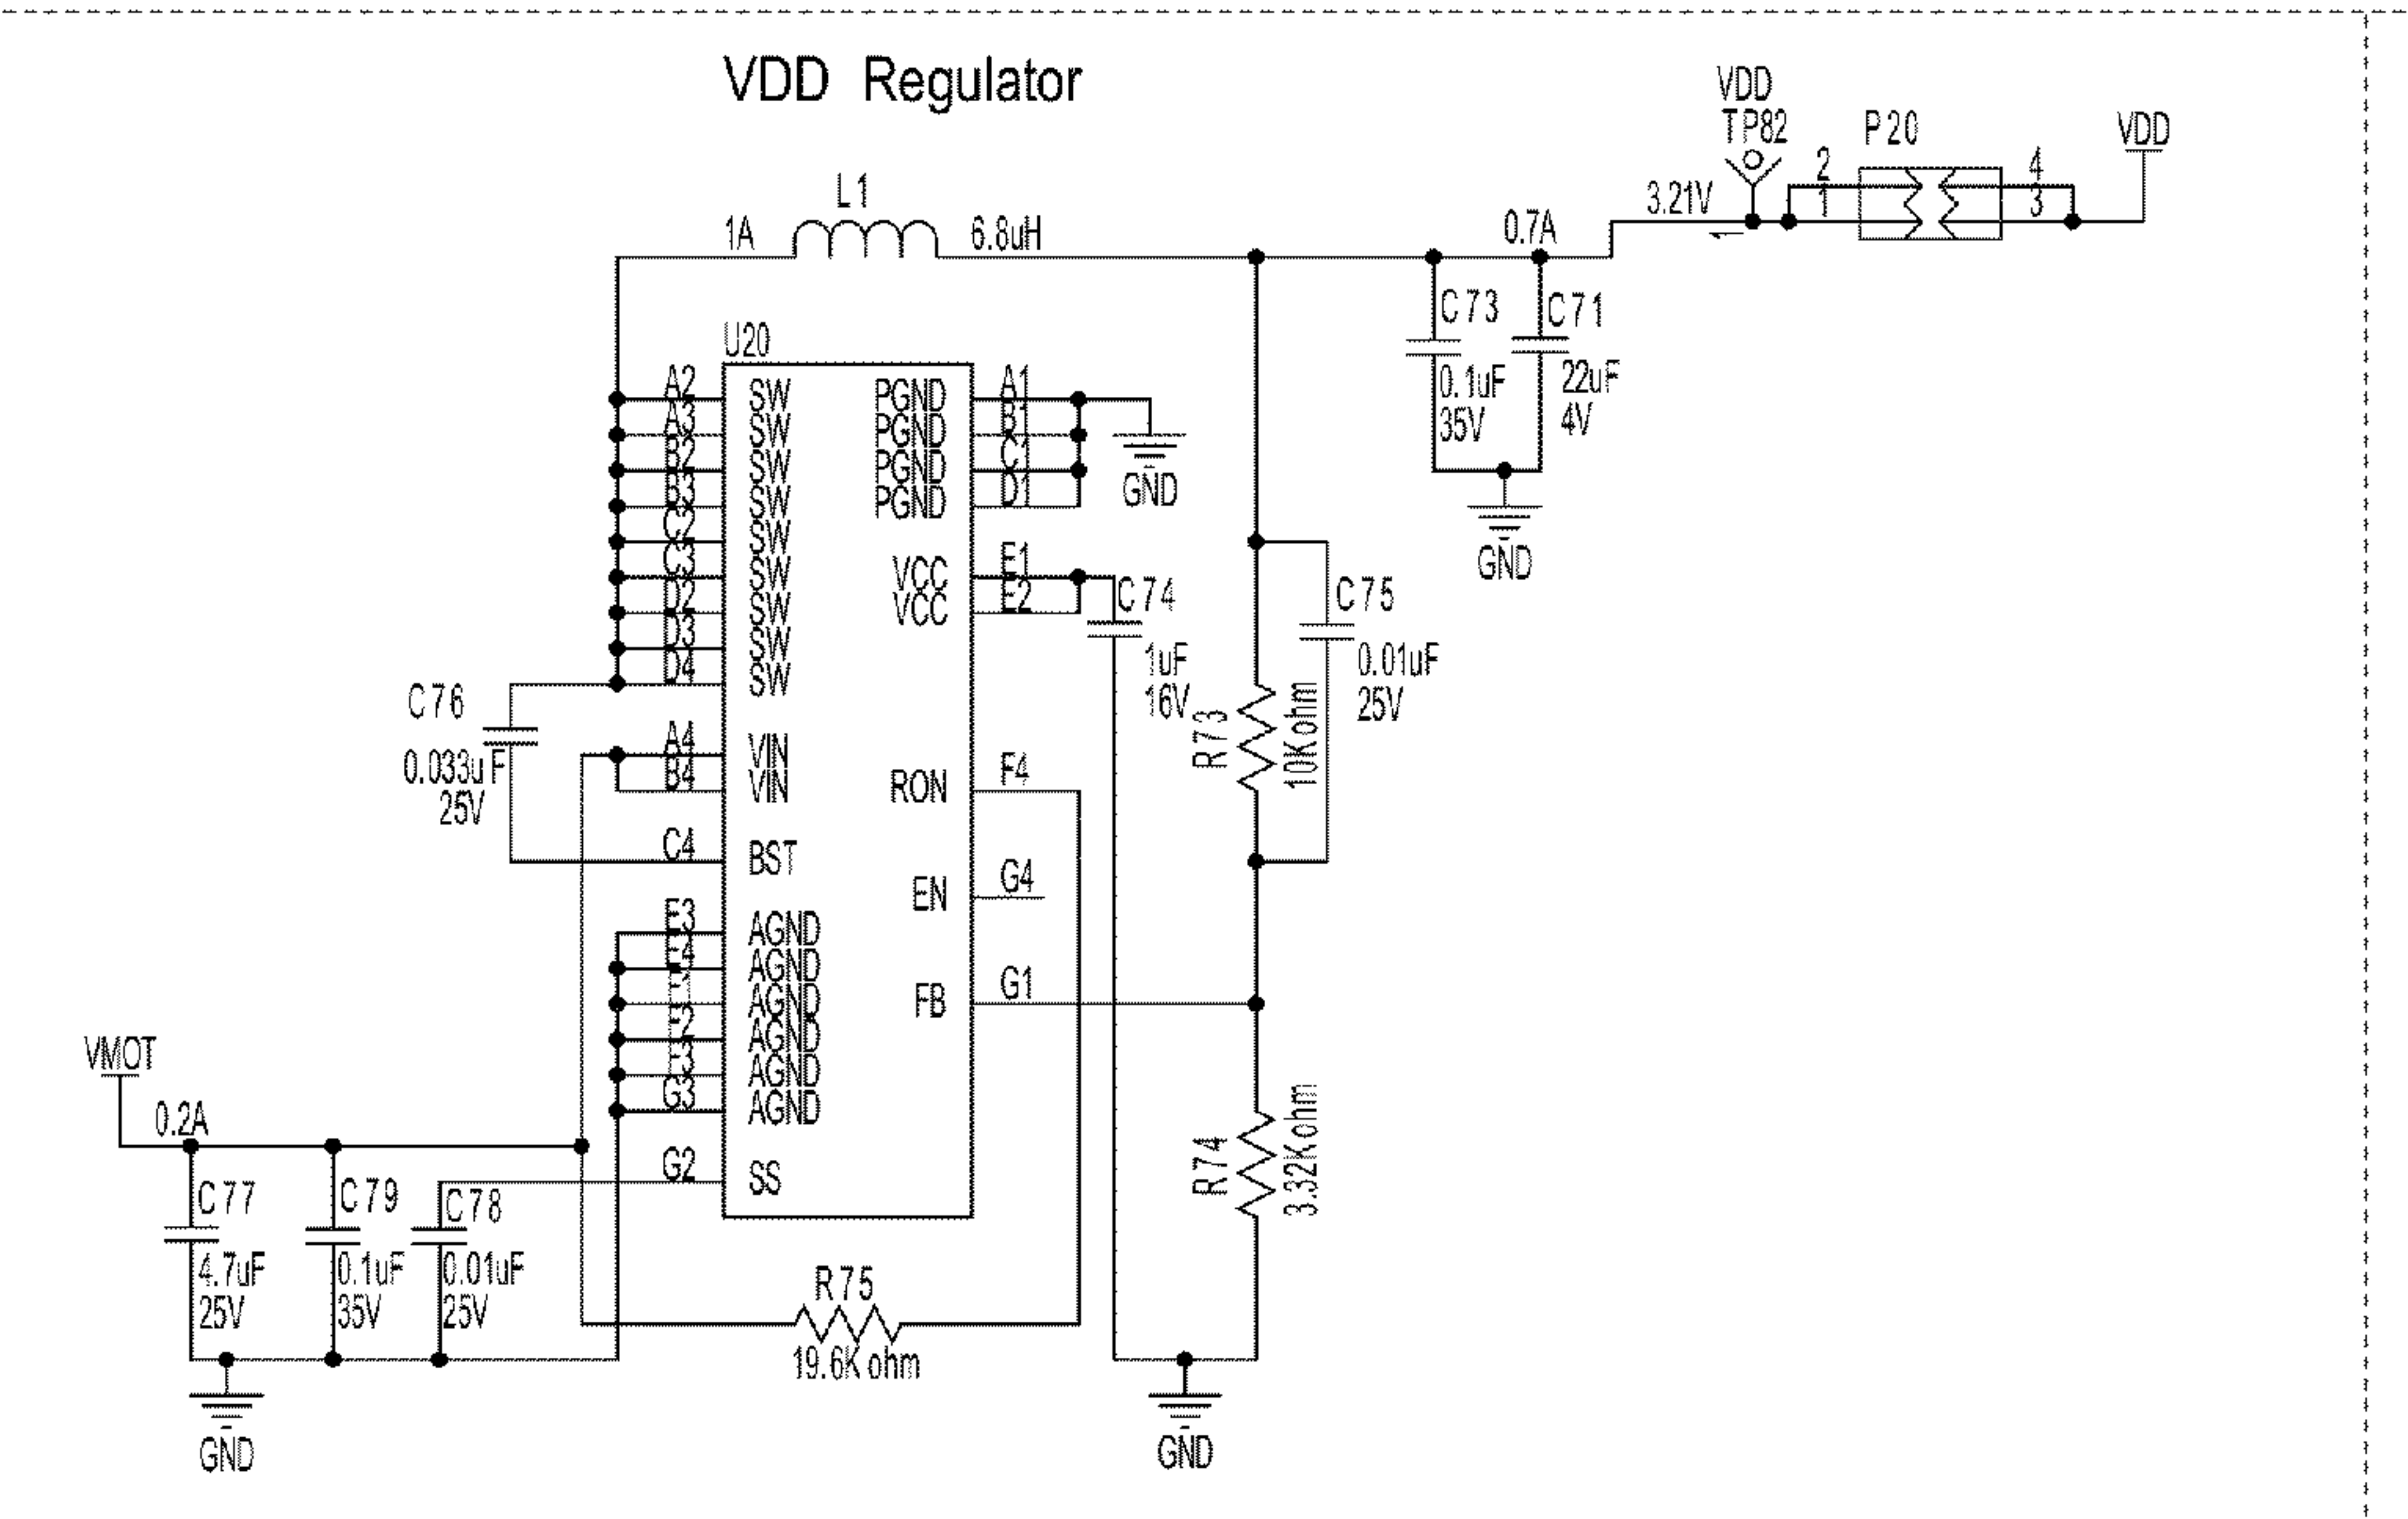 VDD Regulator
VDD
TP82
P20
VDD
L1
2
4
3.21V
1
3
1A
6.8uH
0.7A
C73
0.1uF
35V
C71
22uF
4V
U20
A2 SW
A3 SW
B2 SW
B3 SW
C2 SW
C3 SW
D2 SW
D3 SW
D4 SW
PGND A1
PGND B1
PGND C1
PGND D1
GND
GND
VCC E1
VCC E2
C74
1uF
16V
C75
0.01uF
25V
R73
10Kohm
C76
0.033uF
25V
A4 VIN
B4 VIN
RON F4
C4 BST
EN G4
E3 AGND
E4 AGND
AGND
F2 AGND
F3 AGND
G3 AGND
FB G1
VMOT
0.2A
G2 SS
R74
3.32Kohm
C77
4.7uF
25V
C79
0.1uF
35V
C78
0.01uF
25V
R75
19.6Kohm
GND
GND